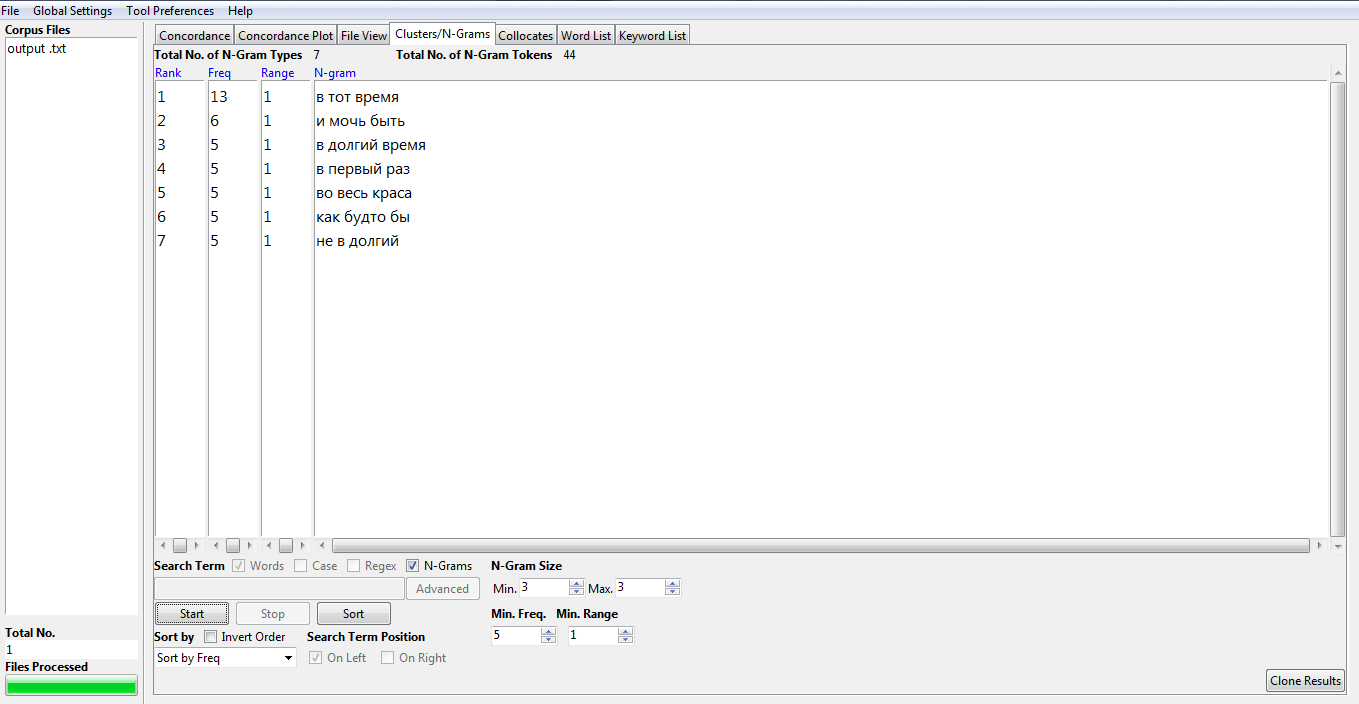 File Global Settings Tool Preferences Help
Corpus Files
output .txt
Concordance Concordance Plot File View Clusters/N-Grams Collocates Word List Keyword List
Total No. of N-Gram Types 7 Total No. of N-Gram Tokens 44
Rank Freq Range N-gram
1 13 1 в тот время
2 6 1 и мочь быть
3 5 1 в долгий время
4 5 1 в первый раз
5 5 1 во весь краса
6 5 1 как будто бы
7 5 1 не в долгий
Search Term Words Case Regex N-Grams N-Gram Size
Advanced Min. 3 Max. 3
Start Stop Sort Min. Freq. Min. Range
Total No. Sort by Invert Order Search Term Position 5 1
1
Sort by Freq On Left On Right
Files Processed
Clone Results